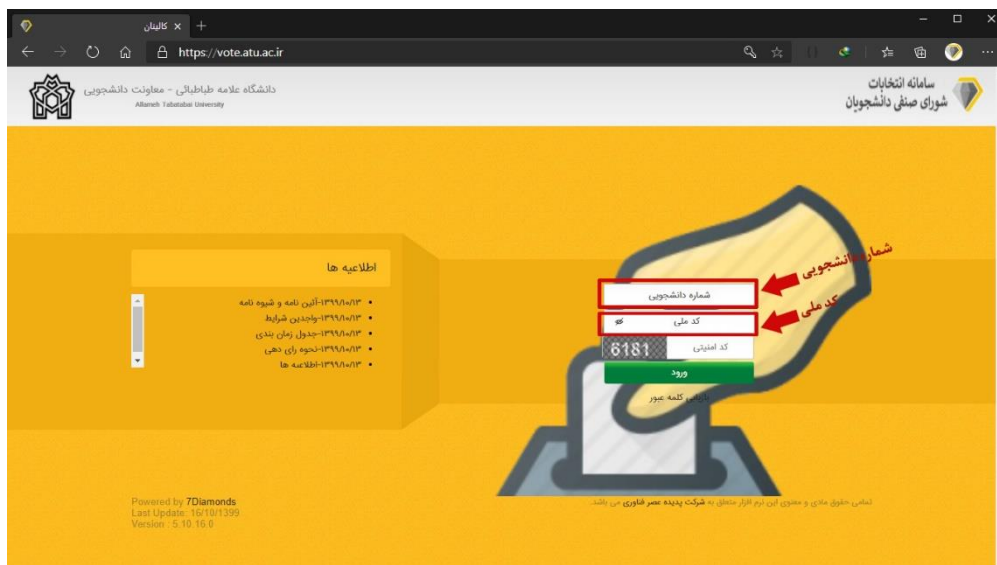 کالینان
https://vote.atu.ac.ir
دانشگاه علامه طباطبائی - معاونت دانشجویی
Allameh Tabatabai University
سامانه انتخابات
شورای صنفی دانشجویان
اطلاعیه ها
۱۳۹۹/۱۰/۱۳-آئین نامه و شیوه نامه
۱۳۹۹/۱۰/۱۳-واجدین شرایط
۱۳۹۹/۱۰/۱۳-جدول زمان بندی
۱۳۹۹/۱۰/۱۳-نحوه رای دهی
۱۳۹۹/۱۰/۱۳-اطلاعیه ها
شماره دانشجویی
شماره دانشجویی
کد ملی
کد ملی
کد امنیتی
6181
ورود
بازیابی کلمه عبور
تمامی حقوق مادی و معنوی این نرم افزار متعلق به شرکت پدیده عصر فناوری می باشد.
Powered by 7Diamonds
Last Update: 16/10/1399
Version : 5.10.16.0